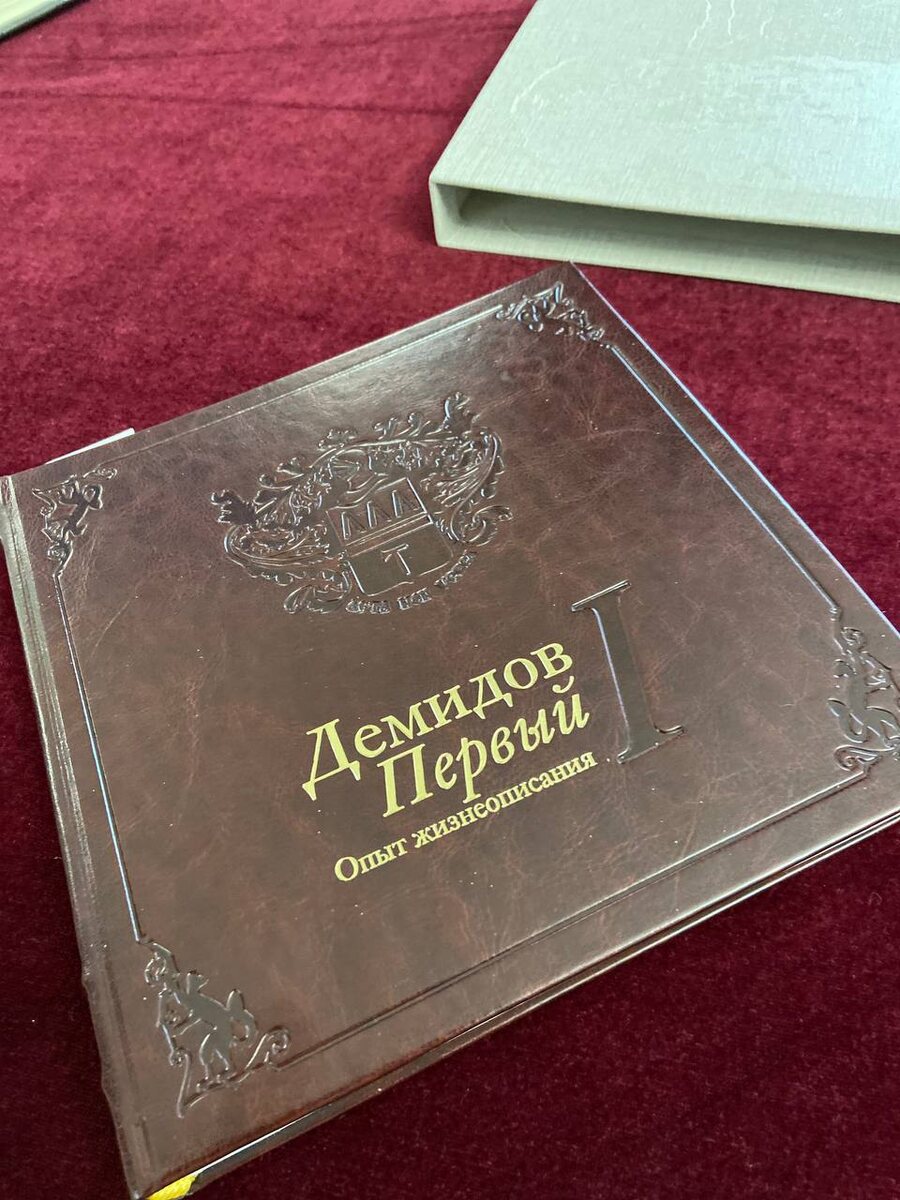 Демидов
Первый
I
Опыт жизнеописания